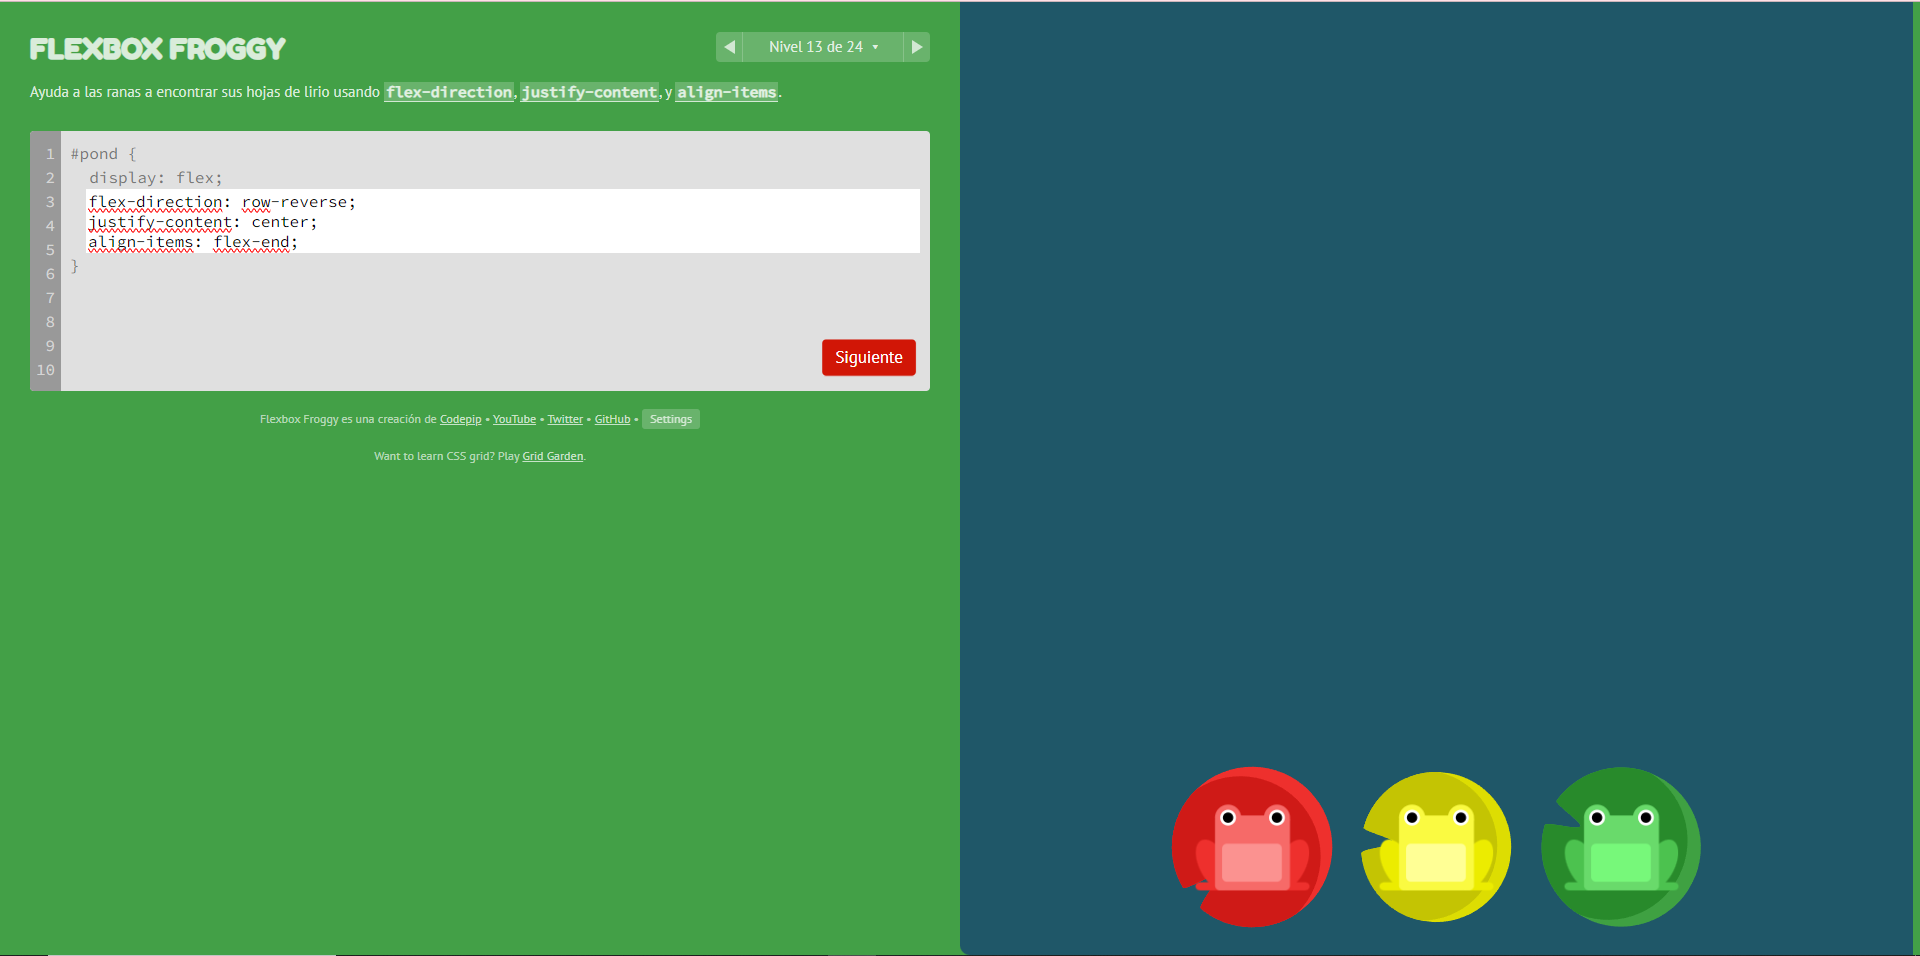 FLEXBOX FROGGY
◀ Nivel 13 de 24 ▾ ▶
Ayuda a las ranas a encontrar sus hojas de lirio usando flex-direction, justify-content, y align-items.
1 #pond {
2 display: flex;
3 flex-direction: row-reverse;
4 justify-content: center;
5 align-items: flex-end;
6 }
7
8
9
10
Siguiente
Flexbox Froggy es una creación de Codepip • YouTube • Twitter • GitHub • Settings
Want to learn CSS grid? Play Grid Garden.